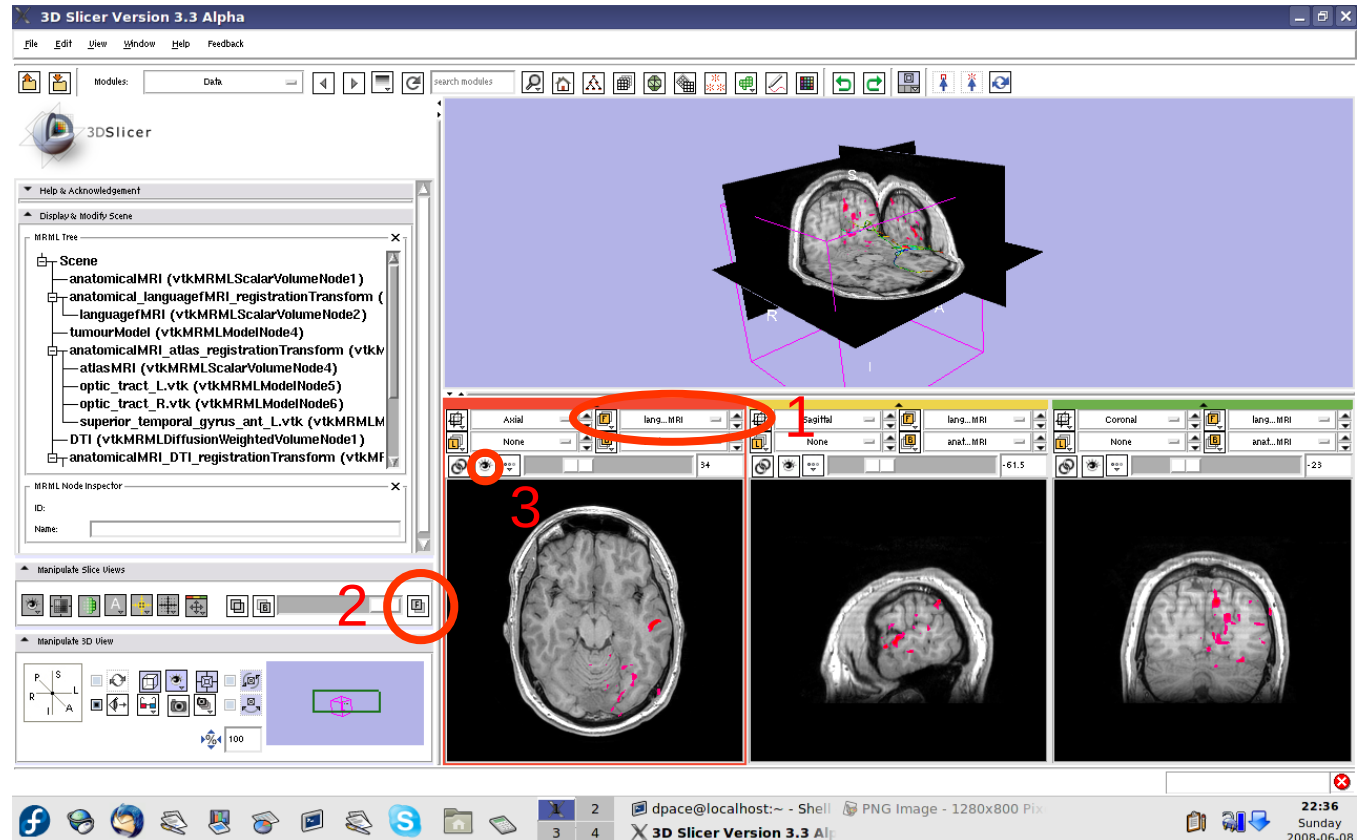 3D Slicer Version 3.3 Alpha
File Edit View Window Help Feedback
Modules: Data search modules
3DSlicer
Help & Acknowledgement
Display & Modify Scene
MRML Tree
Scene
anatomicalMRI (vtkMRMLScalarVolumeNode1)
anatomical_languagefMRI_registrationTransform (
languagefMRI (vtkMRMLScalarVolumeNode2)
tumourModel (vtkMRMLModelNode4)
anatomicalMRI_atlas_registrationTransform (vtkM
atlasMRI (vtkMRMLScalarVolumeNode4)
optic_tract_L.vtk (vtkMRMLModelNode5)
optic_tract_R.vtk (vtkMRMLModelNode6)
superior_temporal_gyrus_ant_L.vtk (vtkMRMLM
DTI (vtkMRMLDiffusionWeightedVolumeNode1)
anatomicalMRI_DTI_registrationTransform (vtkMF
MRML Node Inspector
ID:
Name:
Manipulate Slice Views
A B F
2
Manipulate 3D View
P S
R L
I A
% 100
S
R A
I
1
Axial F lang...MRI
L None B
34
3
Sagittal F lang...MRI
L None B anat...MRI
-61.5
Coronal F lang...MRI
L None B anat...MRI
-23
1 2
3 4
dpace@localhost:~ - Shell
PNG Image - 1280x800 Pix
3D Slicer Version 3.3 Alp
22:36
Sunday
2008-06-08